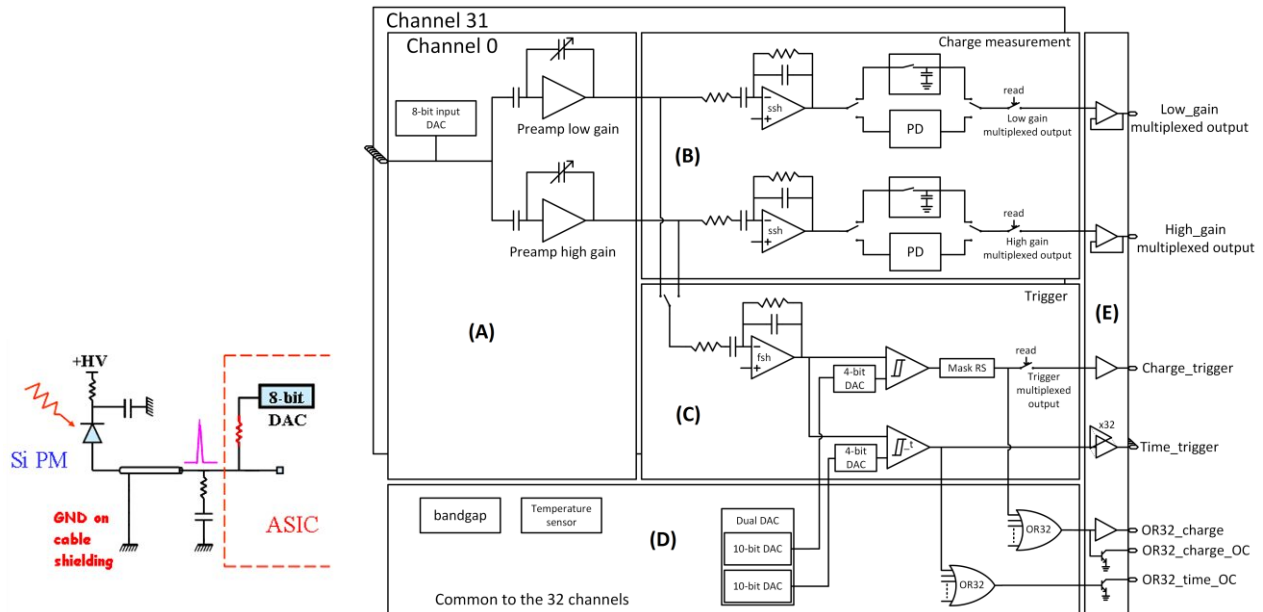 +HV
Si PM
GND on
cable
shielding
8-bit
DAC
ASIC
Channel 31
Channel 0
8-bit input
DAC
Preamp low gain
Preamp high gain
(A)
Charge measurement
ssh
PD
read
Low gain
multiplexed output
(B)
ssh
PD
read
High gain
multiplexed output
Trigger
fsh
(C)
4-bit
DAC
Mask RS
read
Trigger
multiplexed
output
4-bit
DAC
t
(E)
x32
Low_gain
multiplexed output
High_gain
multiplexed output
Charge_trigger
Time_trigger
OR32_charge
OR32_charge_OC
OR32_time_OC
bandgap
Temperature
sensor
(D)
Dual DAC
10-bit DAC
10-bit DAC
OR32
OR32
Common to the 32 channels